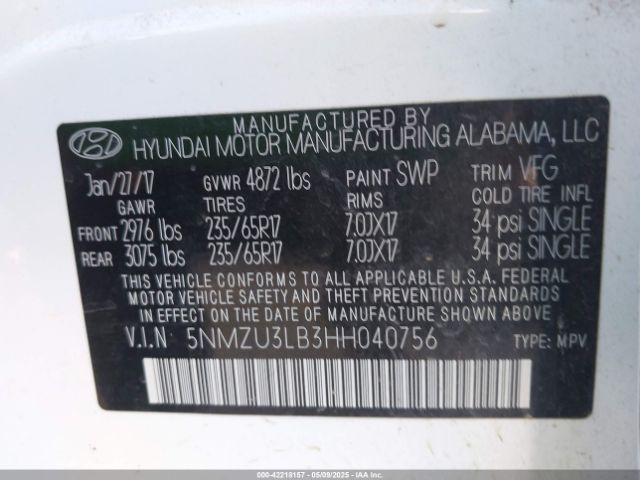 MANUFACTURED BY
HYUNDAI MOTOR MANUFACTURING ALABAMA, LLC
Jan/27/17 GVWR 4872 lbs PAINT SWP TRIM VFG
GAWR TIRES RIMS COLD TIRE INFL
FRONT 2976 lbs 235/65R17 7.0JX17 34 psi SINGLE
REAR 3075 lbs 235/65R17 7.0JX17 34 psi SINGLE
THIS VEHICLE CONFORMS TO ALL APPLICABLE U.S.A. FEDERAL
MOTOR VEHICLE SAFETY AND THEFT PREVENTION STANDARDS
IN EFFECT ON THE DATE OF MANUFACTURE SHOWN ABOVE
V.I.N 5NMZU3LB3HH040756 TYPE: MPV
000-42218157 - 05/09/2025 - IAAI.com